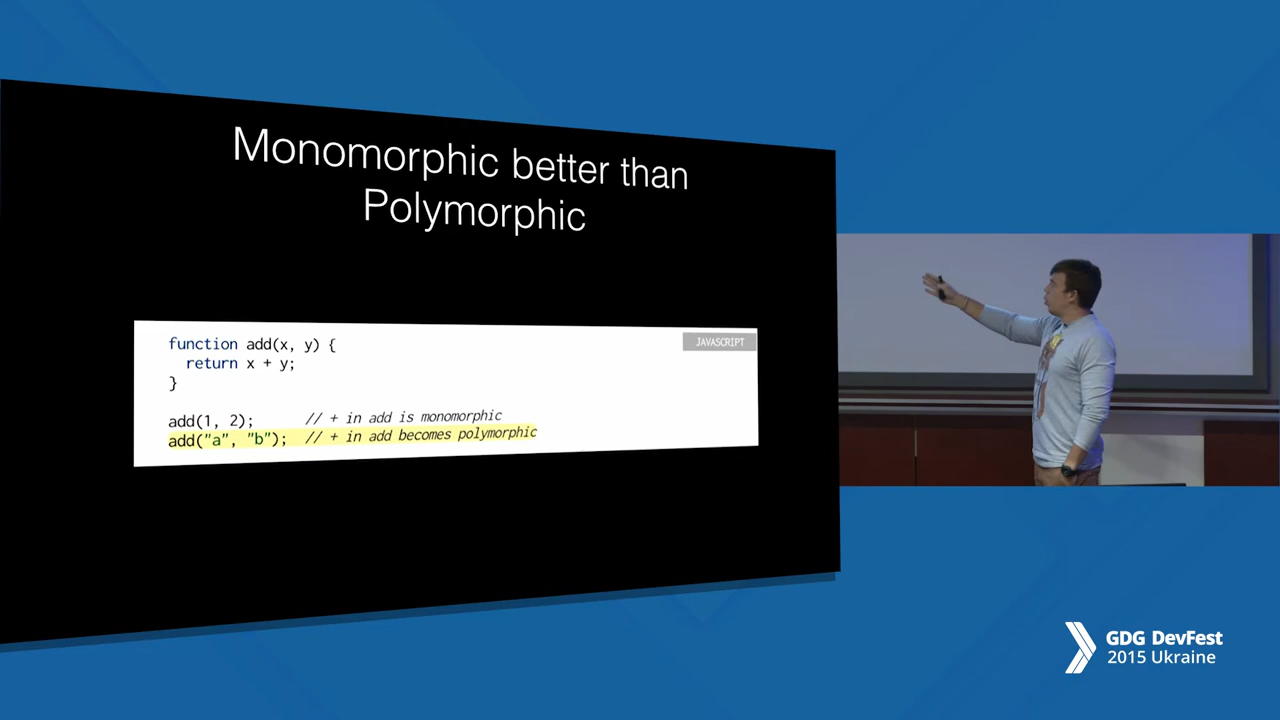 Monomorphic better than
Polymorphic
JAVASCRIPT
function add(x, y) {
return x + y;
}
add(1, 2); // + in add is monomorphic
add("a", "b"); // + in add becomes polymorphic
GDG DevFest
2015 Ukraine